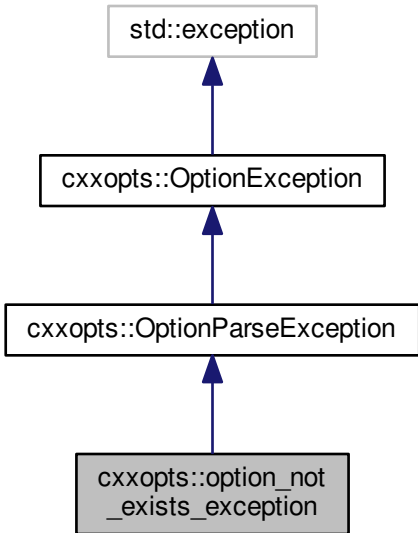 std::exception
cxxopts::OptionException
cxxopts::OptionParseException
cxxopts::option_not
_exists_exception